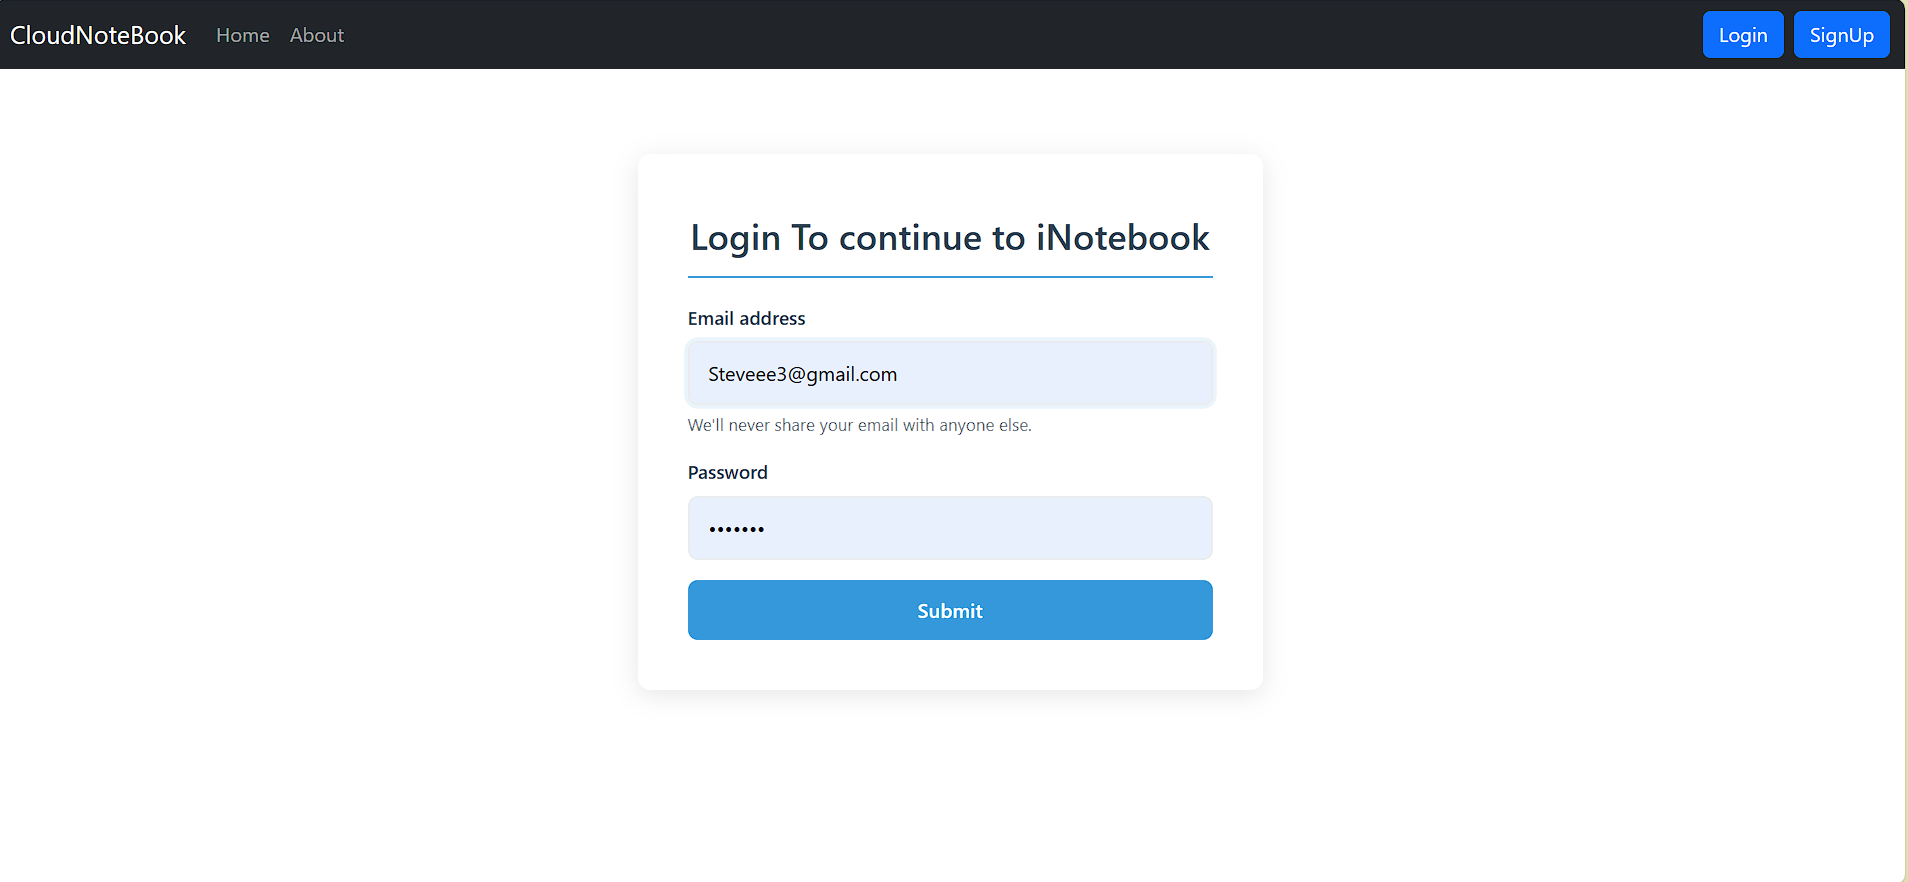 CloudNoteBook Home About Login SignUp
Login To continue to iNotebook
Email address
Steveee3@gmail.com
We'll never share your email with anyone else.
Password
•••••••
Submit